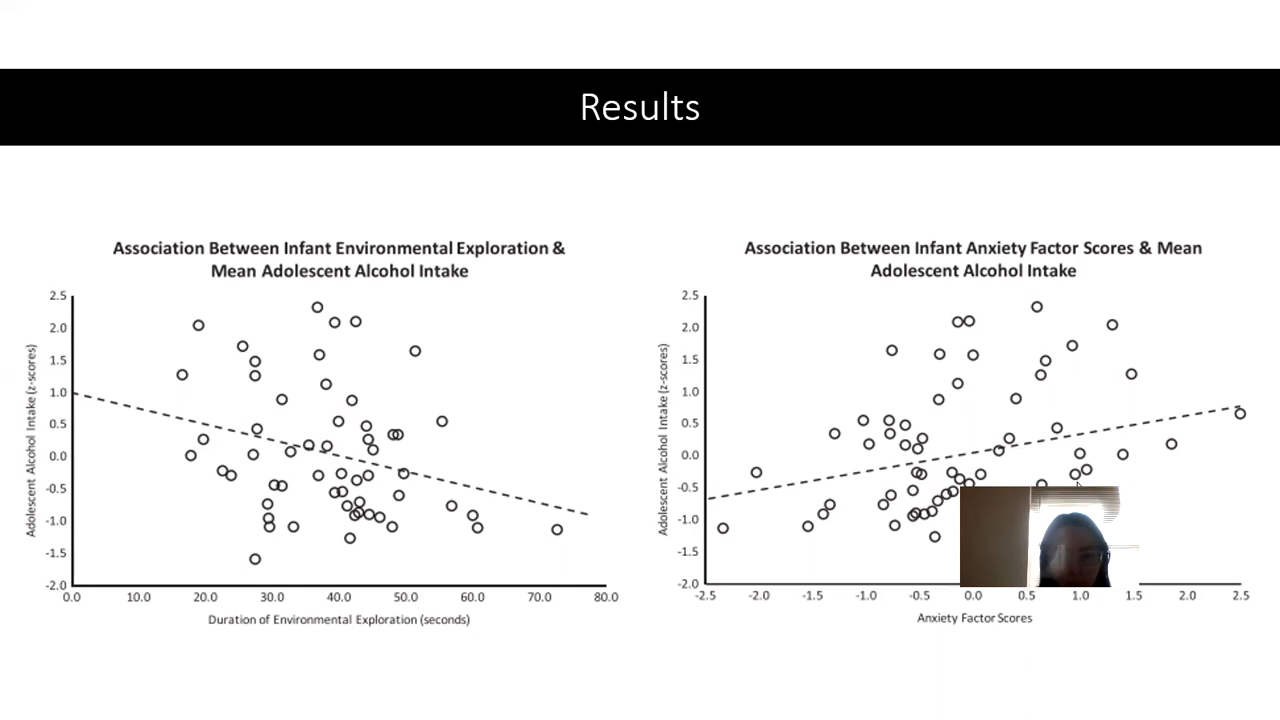 Results
Association Between Infant Environmental Exploration &
Mean Adolescent Alcohol Intake
2.5
2.0
1.5
1.0
0.5
0.0
-0.5
-1.0
-1.5
-2.0
Adolescent Alcohol Intake (z-scores)
0.0 10.0 20.0 30.0 40.0 50.0 60.0 70.0 80.0
Duration of Environmental Exploration (seconds)
Association Between Infant Anxiety Factor Scores & Mean
Adolescent Alcohol Intake
2.5
2.0
1.5
1.0
0.5
0.0
-0.5
-1.0
-1.5
-2.0
Adolescent Alcohol Intake (z-scores)
-2.5 -2.0 -1.5 -1.0 -0.5 0.0 0.5 1.0 1.5 2.0 2.5
Anxiety Factor Scores